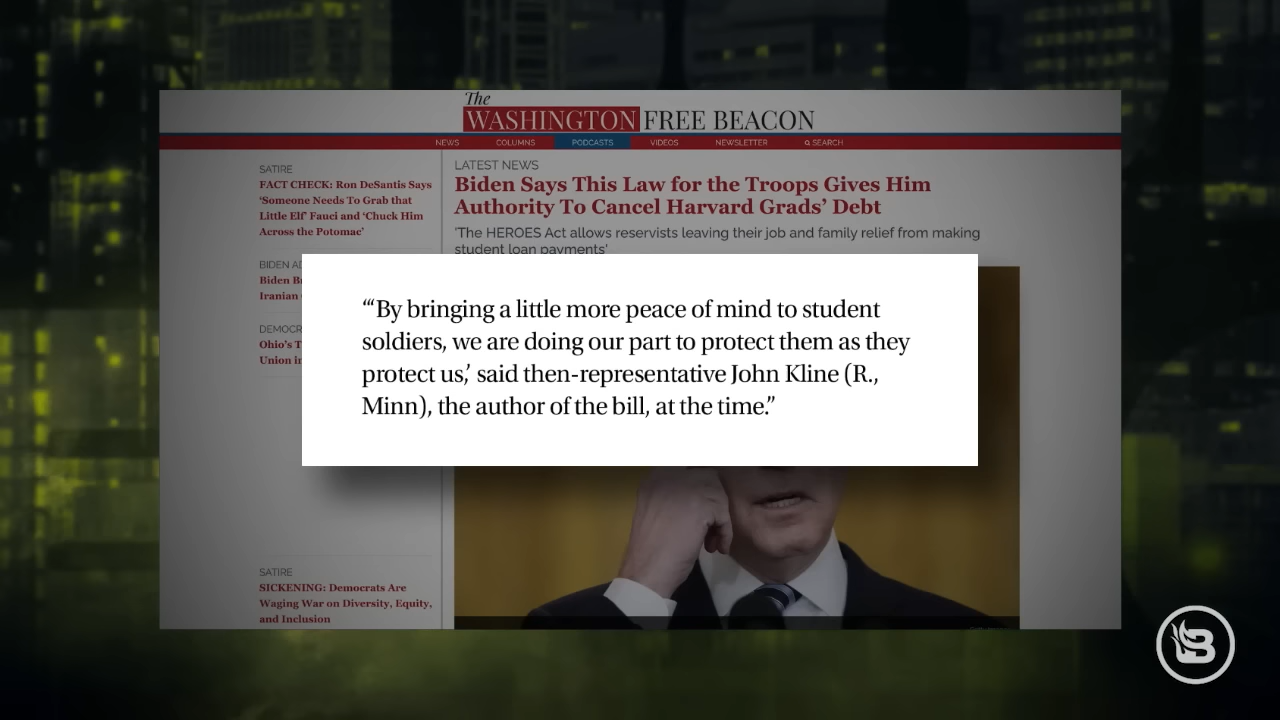 The
WASHINGTON FREE BEACON
NEWS COLUMNS PODCASTS VIDEOS NEWSLETTER SEARCH
SATIRE
FACT CHECK: Ron DeSantis Says
‘Someone Needs To Grab that
Little Elf’ Fauci and ‘Chuck Him
Across the Potomac’
BIDEN
Biden
Iranian
Ohio's
Union
SATIRE
SICKENING: Democrats Are
Waging War on Diversity, Equity,
and Inclusion
LATEST NEWS
Biden Says This Law for the Troops Gives Him
Authority To Cancel Harvard Grads’ Debt
'The HEROES Act allows reservists leaving their job and family relief from making
student loan payments'
“‘By bringing a little more peace of mind to student
soldiers, we are doing our part to protect them as they
protect us,’ said then-representative John Kline (R.,
Minn), the author of the bill, at the time.”
B